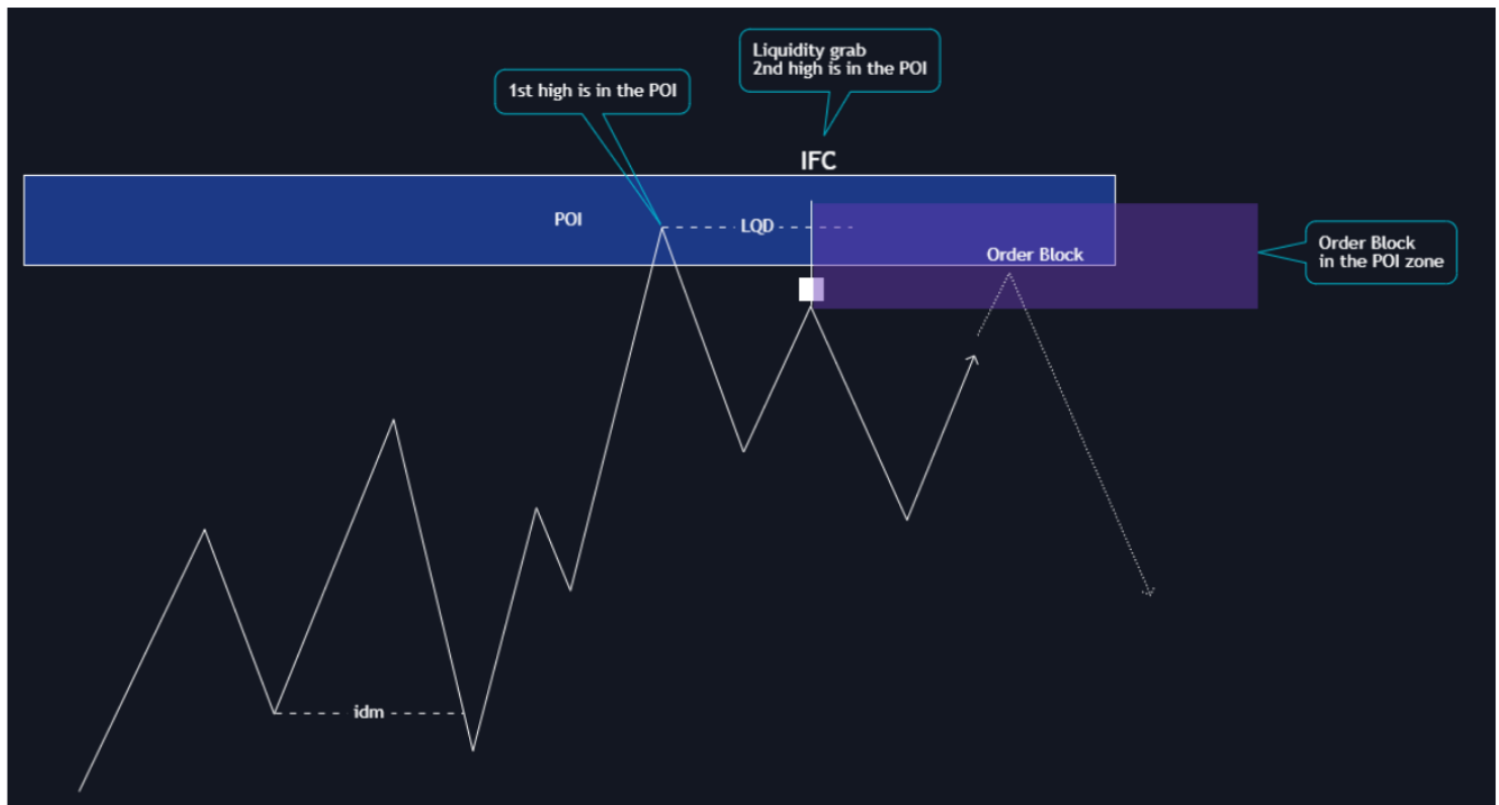 Liquidity grab
2nd high is in the POI
1st high is in the POI
IFC
POI
LQD
Order Block
Order Block
in the POI zone
idm